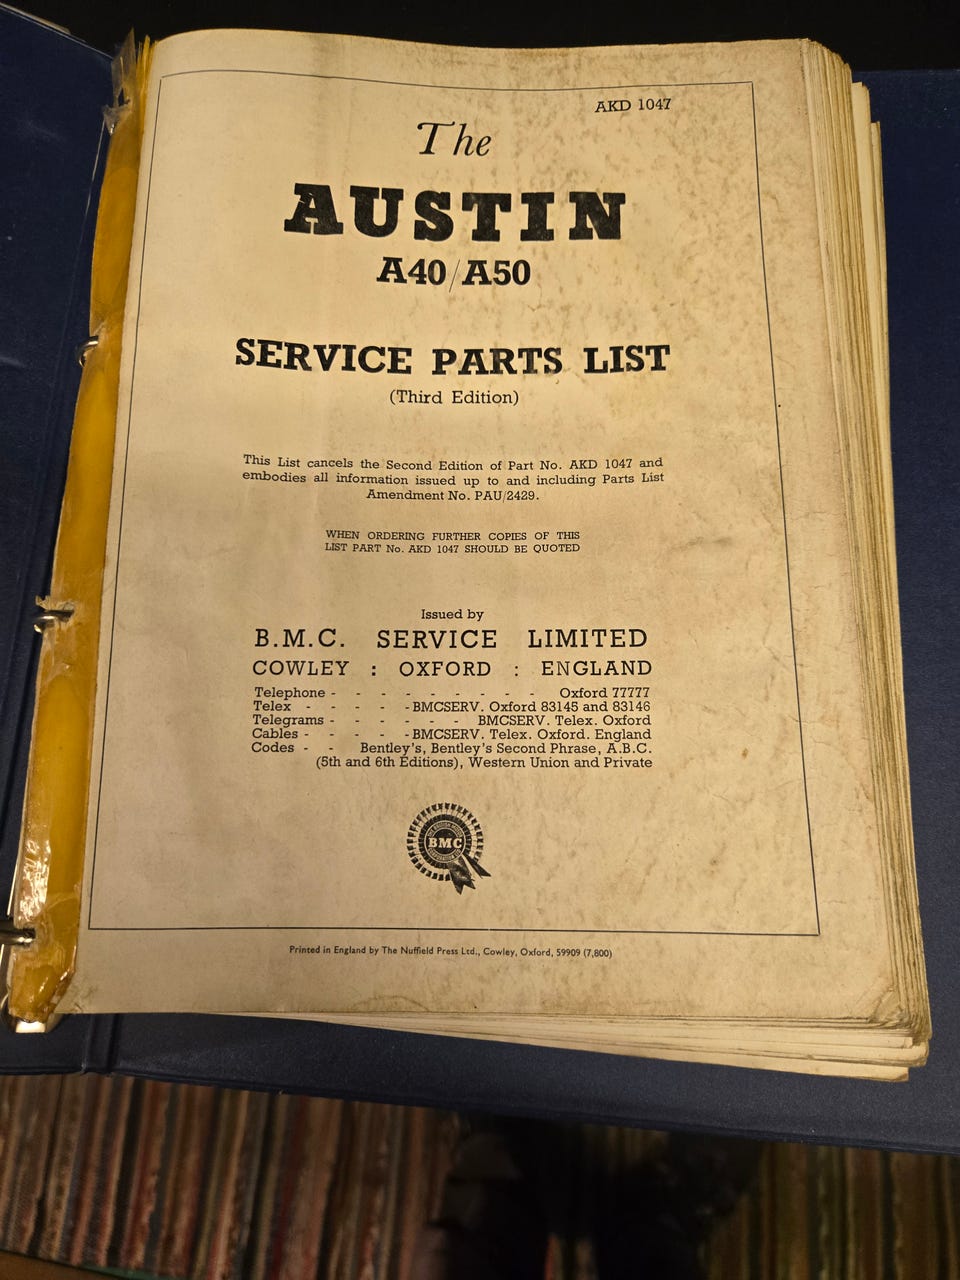 AKD 1047
The
AUSTIN
A40/A50
SERVICE PARTS LIST
(Third Edition)
This List cancels the Second Edition of Part No. AKD 1047 and
embodies all information issued up to and including Parts List
Amendment No. PAU/2429.
WHEN ORDERING FURTHER COPIES OF THIS
LIST PART No. AKD 1047 SHOULD BE QUOTED
Issued by
B.M.C. SERVICE LIMITED
COWLEY : OXFORD : ENGLAND
Telephone - - - - - - - - - Oxford 77777
Telex - - - - -BMCSERV. Oxford 83145 and 83146
Telegrams - - - - - - BMCSERV. Telex. Oxford
Cables - - - - -BMCSERV. Telex. Oxford. England
Codes - - Bentley's, Bentley's Second Phrase, A.B.C.
(5th and 6th Editions), Western Union and Private
BMC
Printed in England by The Nuffield Press Ltd., Cowley, Oxford, 59909 (7,800)